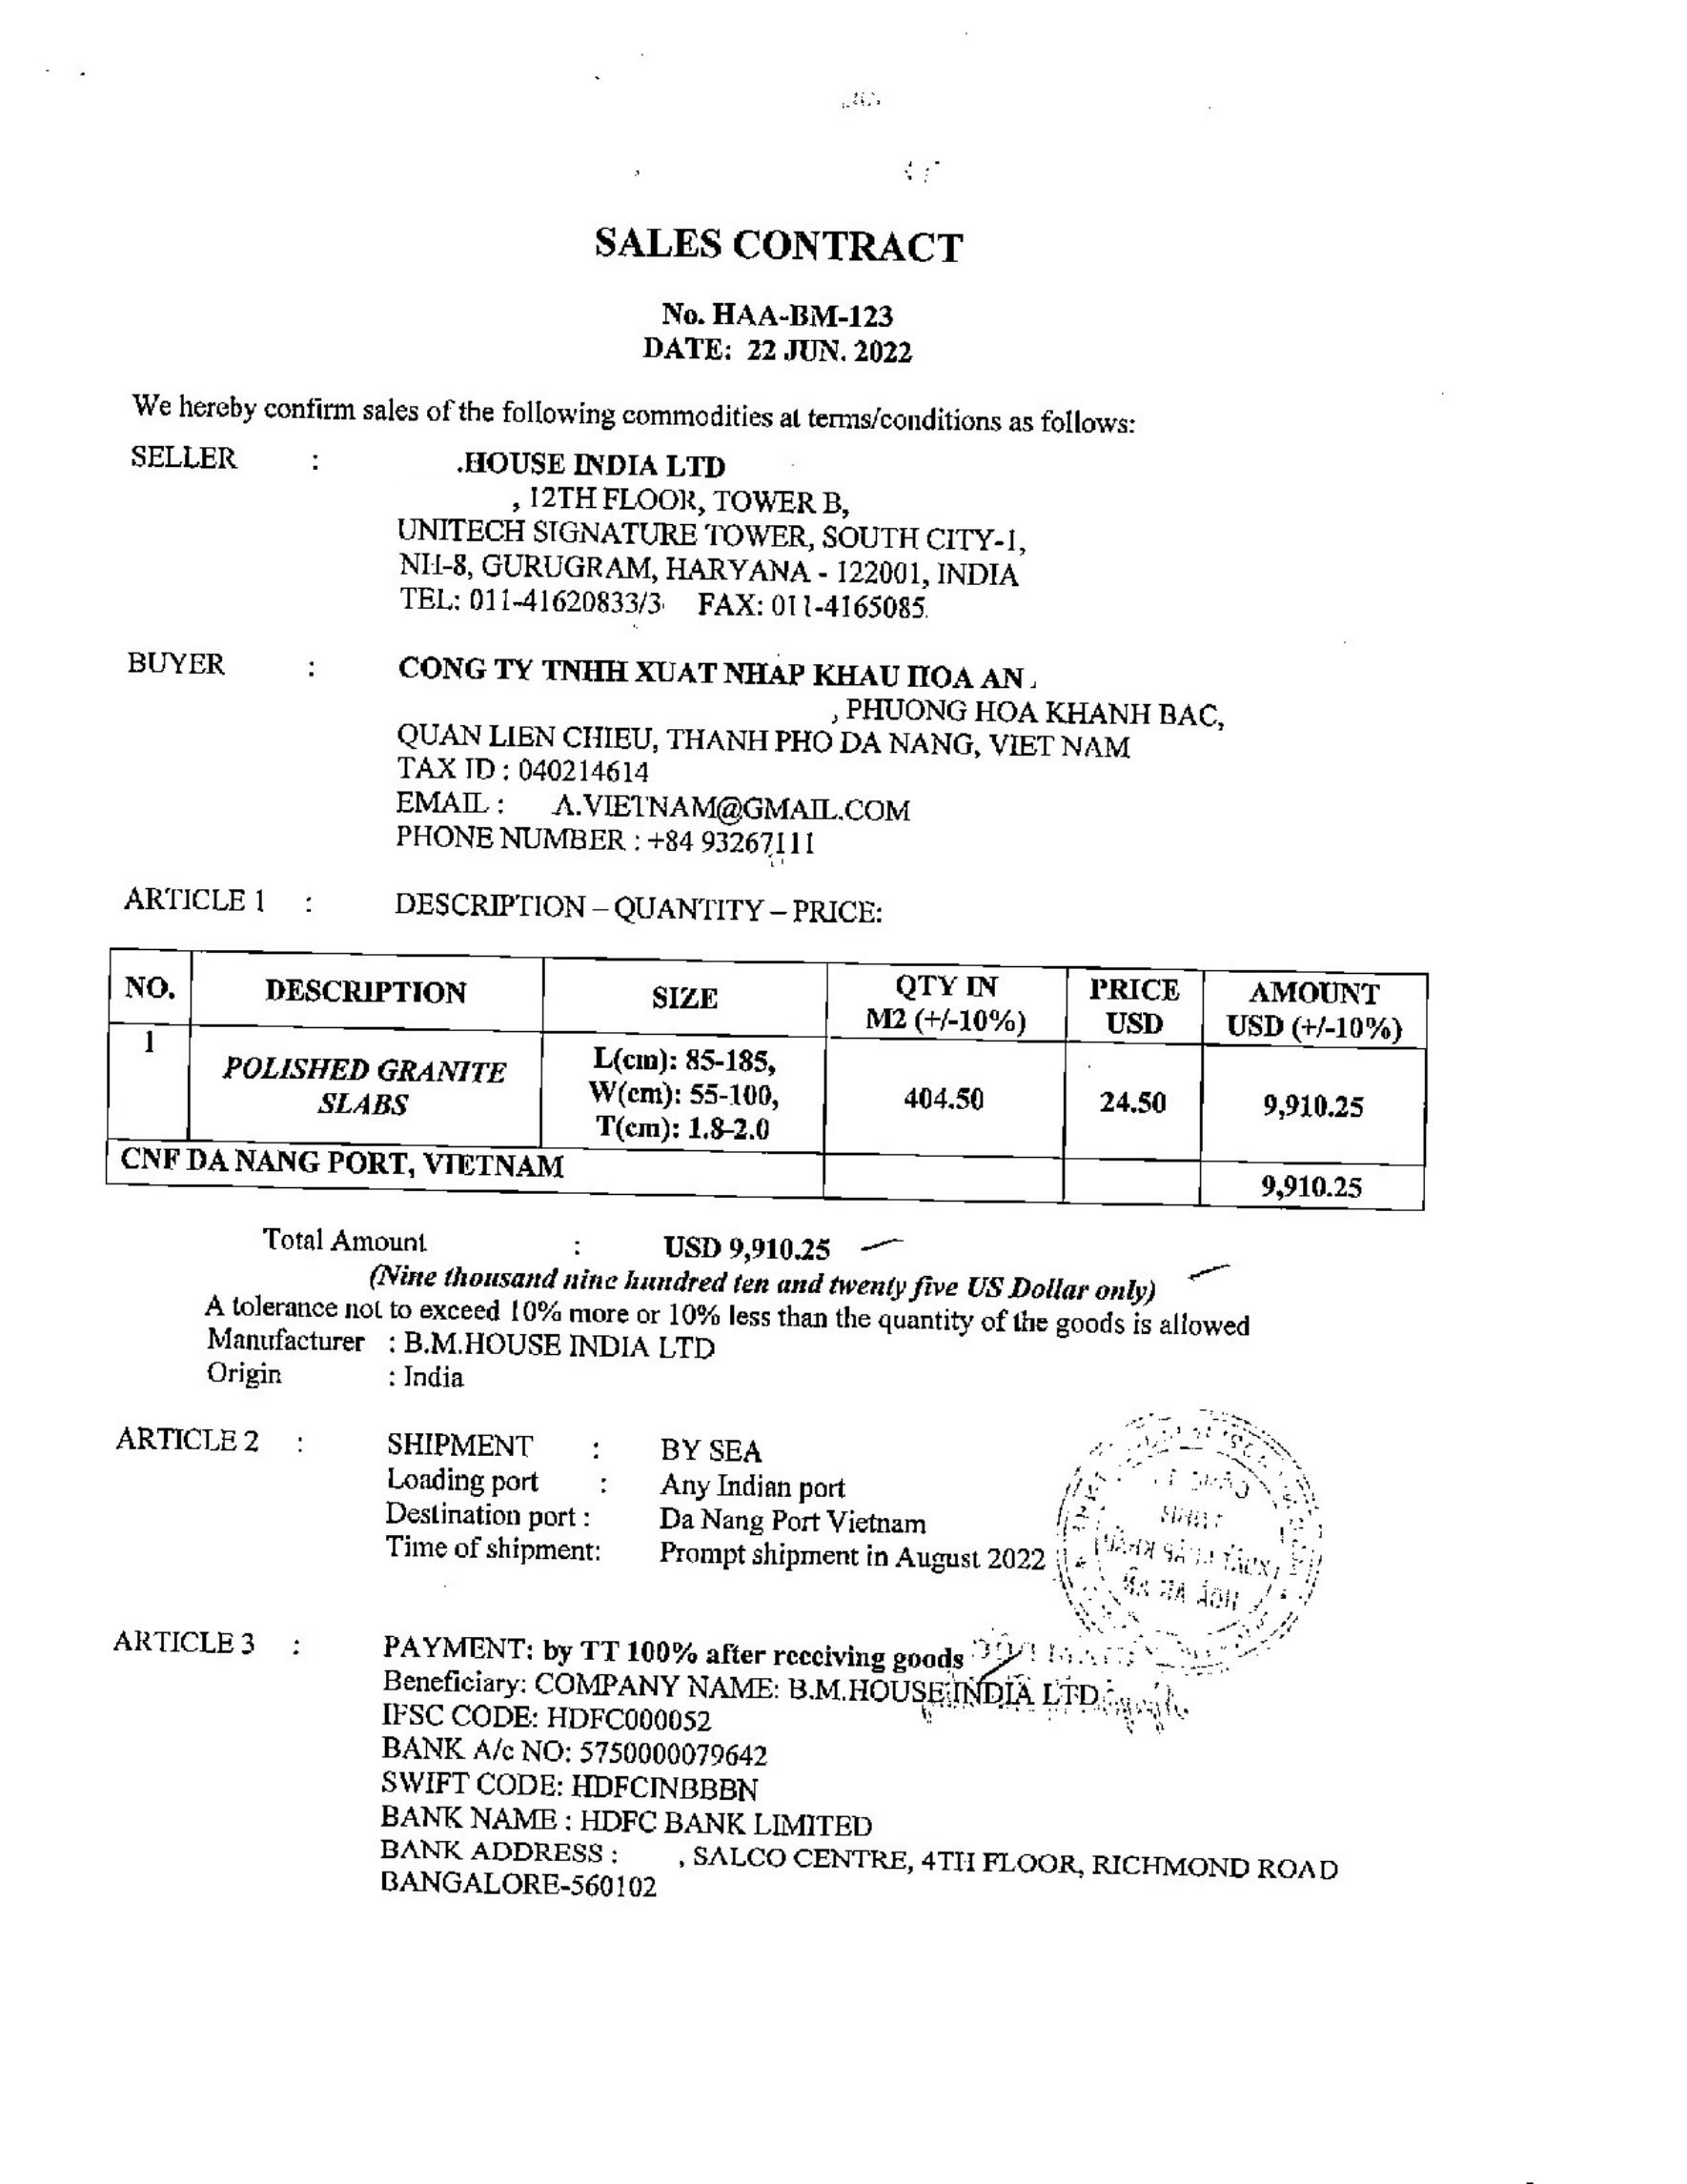 SALES CONTRACT
No. HAA-BM-123
DATE: 22 JUN. 2022
We hereby confirm sales of the following commodities at terms/conditions as follows:
SELLER : .HOUSE INDIA LTD
, 12TH FLOOR, TOWER B,
UNITECH SIGNATURE TOWER, SOUTH CITY-1,
NH-8, GURUGRAM, HARYANA - 122001, INDIA
TEL: 011-41620833/3 FAX: 011-4165085
BUYER : CONG TY TNHH XUAT NHAP KHAU HOA AN
, PHUONG HOA KHANH BAC,
QUAN LIEN CHIEU, THANH PHO DA NANG, VIET NAM
TAX ID : 040214614
EMAIL : A.VIETNAM@GMAIL.COM
PHONE NUMBER : +84 93267111
ARTICLE 1 : DESCRIPTION – QUANTITY – PRICE:
NO. DESCRIPTION SIZE QTY IN M2 (+/-10%) PRICE USD AMOUNT USD (+/-10%)
1 POLISHED GRANITE SLABS L(cm): 85-185, W(cm): 55-100, T(cm): 1.8-2.0 404.50 24.50 9,910.25
CNF DA NANG PORT, VIETNAM 9,910.25
Total Amount : USD 9,910.25
(Nine thousand nine hundred ten and twenty five US Dollar only)
A tolerance not to exceed 10% more or 10% less than the quantity of the goods is allowed
Manufacturer : B.M.HOUSE INDIA LTD
Origin : India
ARTICLE 2 : SHIPMENT : BY SEA
Loading port : Any Indian port
Destination port : Da Nang Port Vietnam
Time of shipment: Prompt shipment in August 2022
ARTICLE 3 : PAYMENT: by TT 100% after receiving goods
Beneficiary: COMPANY NAME: B.M.HOUSE INDIA LTD
IFSC CODE: HDFC000052
BANK A/c NO: 5750000079642
SWIFT CODE: HDFCINBBBN
BANK NAME : HDFC BANK LIMITED
BANK ADDRESS : , SALCO CENTRE, 4TH FLOOR, RICHMOND ROAD
BANGALORE-560102